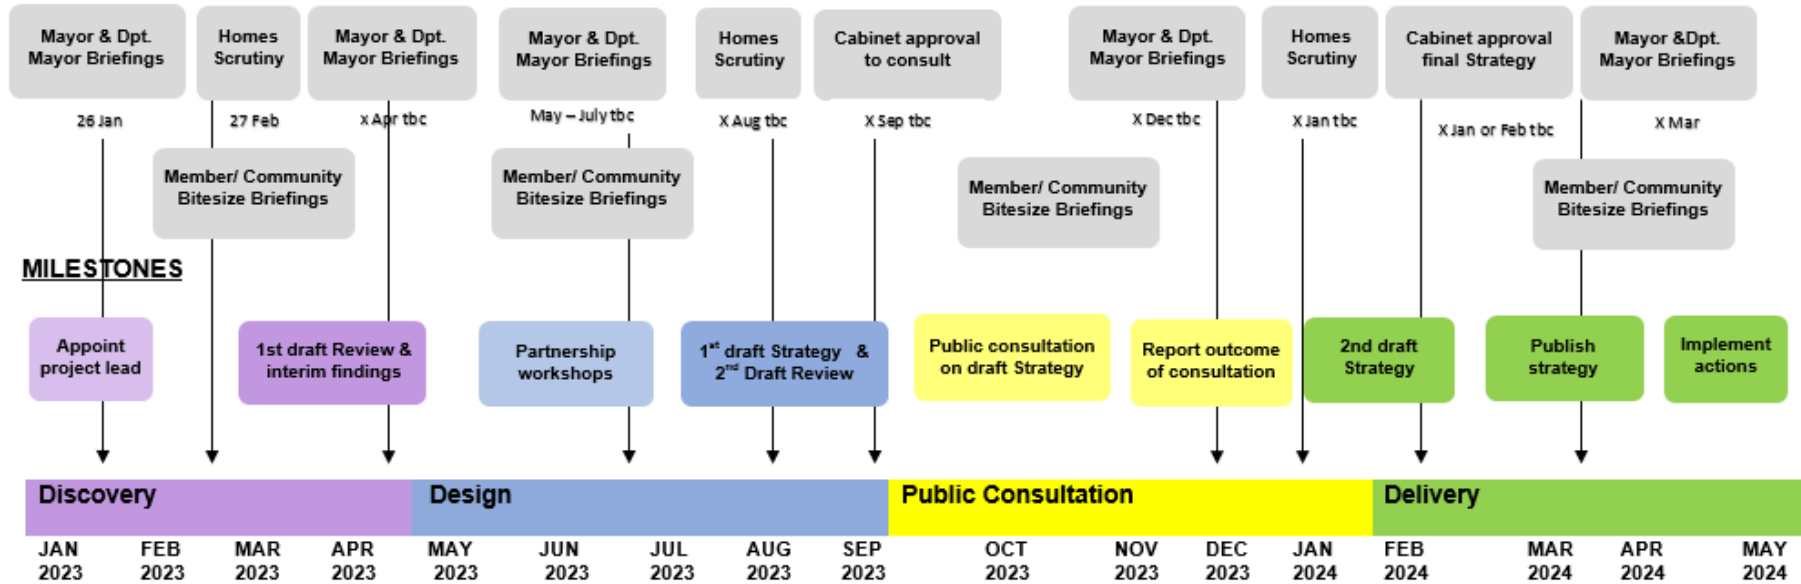 Mayor & Dpt.
Mayor Briefings
Homes
Scrutiny
Mayor & Dpt.
Mayor Briefings
Mayor & Dpt.
Mayor Briefings
Homes
Scrutiny
Cabinet approval
to consult
Mayor & Dpt.
Mayor Briefings
Homes
Scrutiny
Cabinet approval
final Strategy
Mayor &Dpt.
Mayor Briefings
26 Jan
27 Feb
x Apr tbc
May – July tbc
X Aug tbc
X Sep tbc
X Dec tbc
X Jan tbc
X Jan or Feb tbc
X Mar
Member/ Community
Bitesize Briefings
Member/ Community
Bitesize Briefings
Member/ Community
Bitesize Briefings
Member/ Community
Bitesize Briefings
MILESTONES
Appoint
project lead
1st draft Review &
interim findings
Partnership
workshops
1st draft Strategy &
2nd Draft Review
Public consultation
on draft Strategy
Report outcome
of consultation
2nd draft
Strategy
Publish
strategy
Implement
actions
Discovery
Design
Public Consultation
Delivery
JAN
2023
FEB
2023
MAR
2023
APR
2023
MAY
2023
JUN
2023
JUL
2023
AUG
2023
SEP
2023
OCT
2023
NOV
2023
DEC
2023
JAN
2024
FEB
2024
MAR
2024
APR
2024
MAY
2024